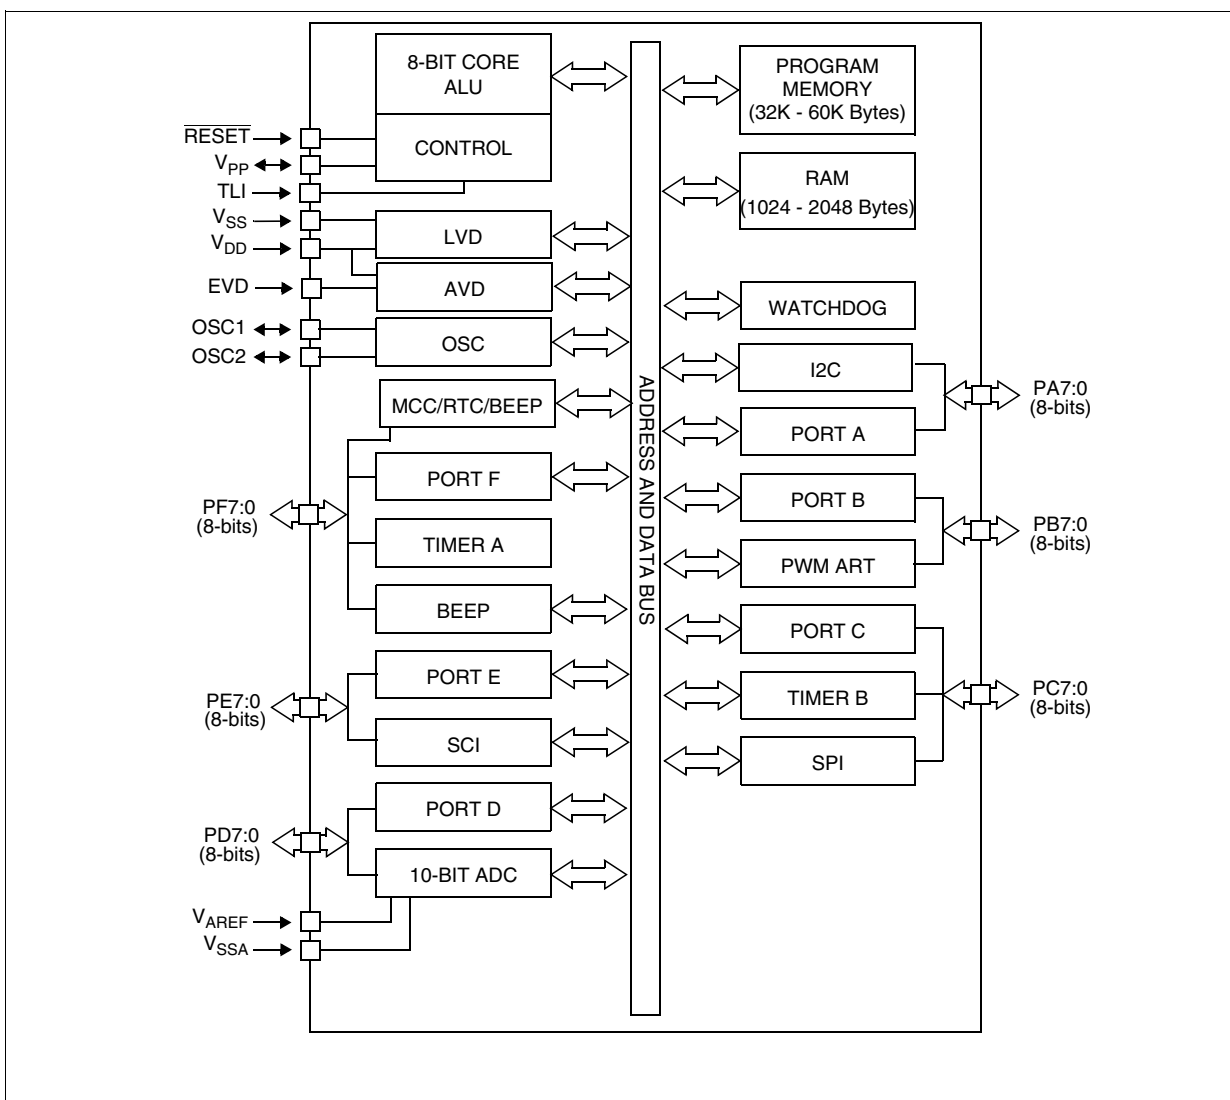 8-BIT CORE
ALU
CONTROL
RESET
VPP
TLI
VSS
VDD
EVD
OSC1
OSC2
LVD
AVD
OSC
MCC/RTC/BEEP
PORT F
TIMER A
BEEP
PF7:0
(8-bits)
PORT E
SCI
PE7:0
(8-bits)
PORT D
10-BIT ADC
PD7:0
(8-bits)
VAREF
VSSA
ADDRESS AND DATA BUS
PROGRAM
MEMORY
(32K - 60K Bytes)
RAM
(1024 - 2048 Bytes)
WATCHDOG
I2C
PORT A
PA7:0
(8-bits)
PORT B
PWM ART
PB7:0
(8-bits)
PORT C
TIMER B
SPI
PC7:0
(8-bits)